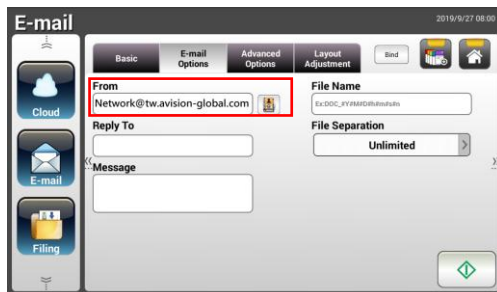 E-mail
2019/9/27 08:00
Basic
E-mail
Options
Advanced
Options
Layout
Adjustment
Bind
From
Network@tw.avision-global.com
Reply To
Message
File Name
File Separation
Unlimited
Cloud
E-mail
Filing